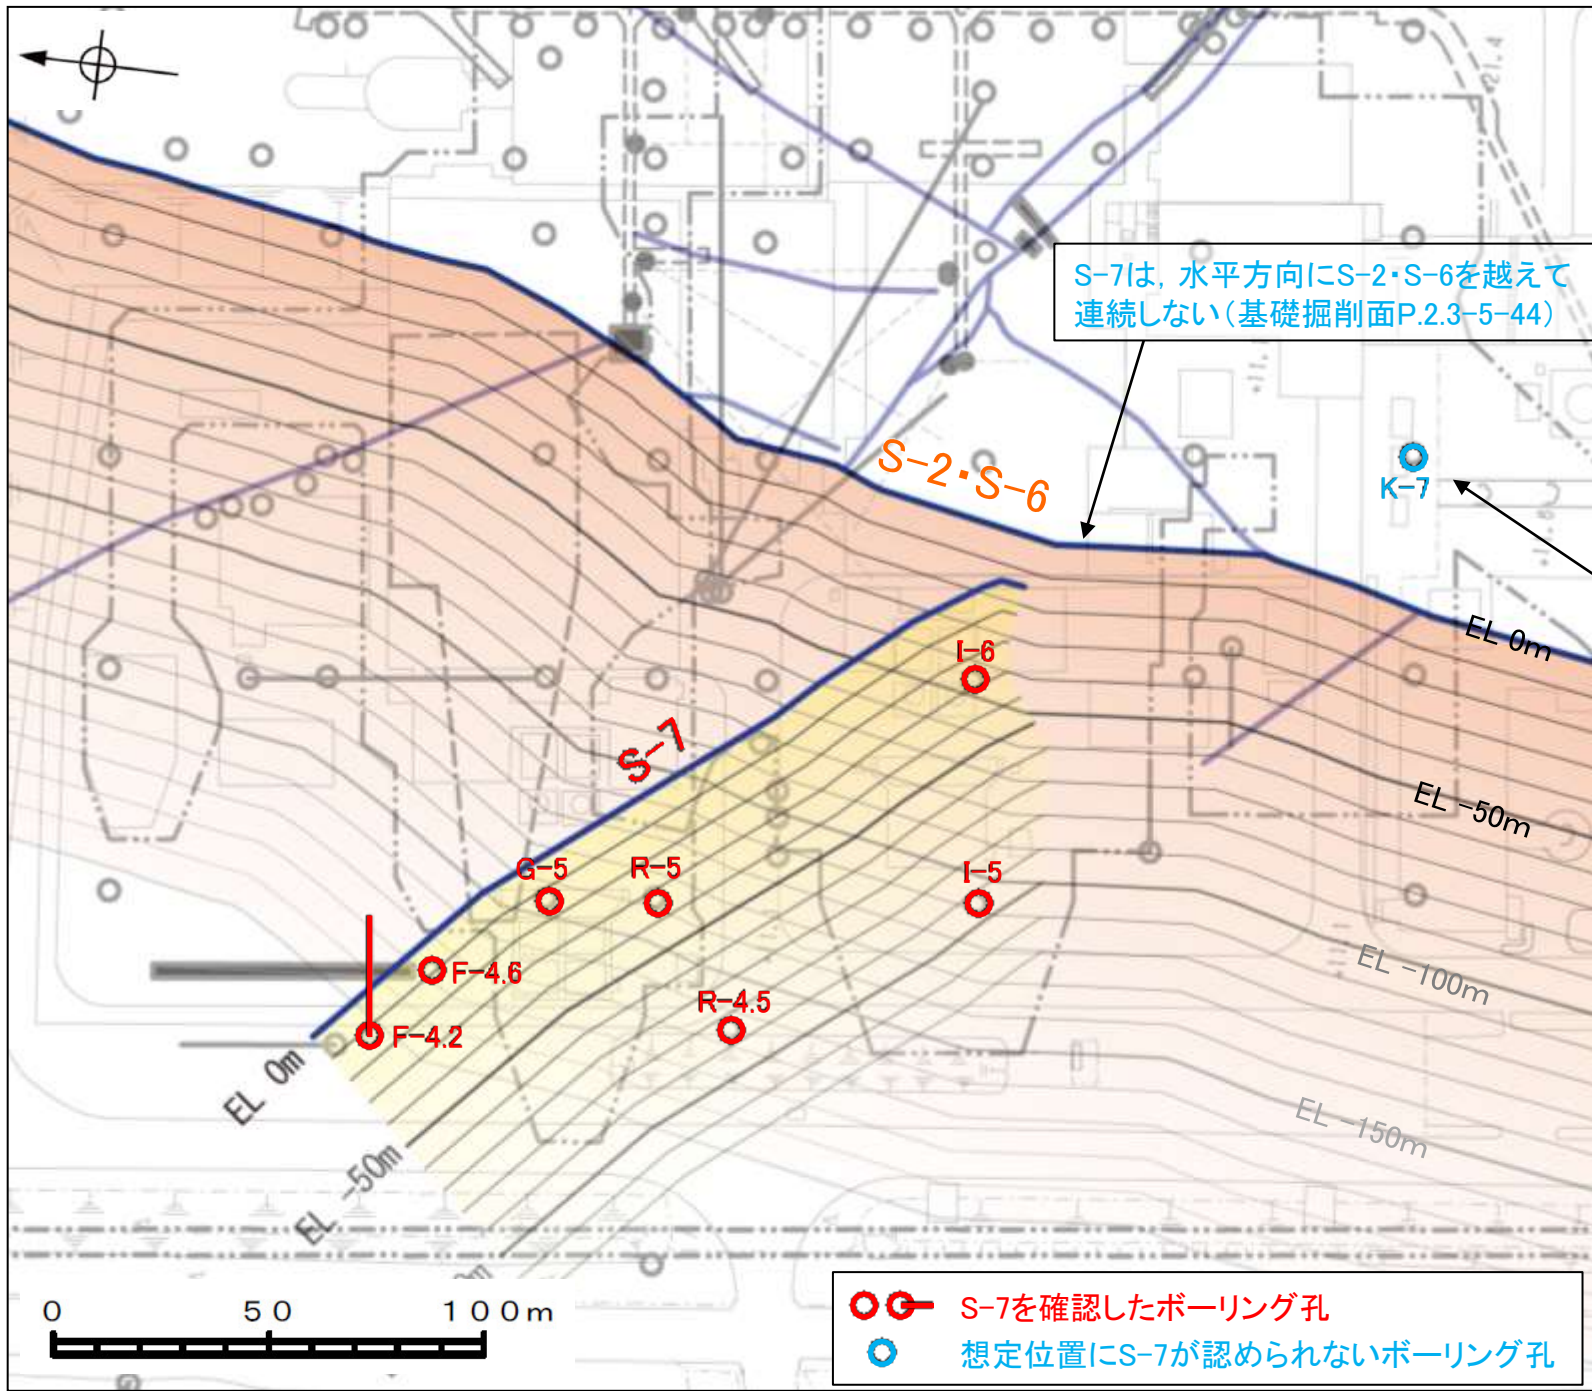 21.4
S-7は，水平方向にS-2・S-6を越えて
連続しない（基礎掘削面P.2.3-5-44）
S-2・S-6
K-7
EL 0m
I-6
S-7
EL -50m
G-5
R-5
I-5
F-4.6
EL -100m
R-4.5
F-4.2
EL 0m
EL -150m
EL -50m
0 50 100m
S-7を確認したボーリング孔
想定位置にS-7が認められないボーリング孔